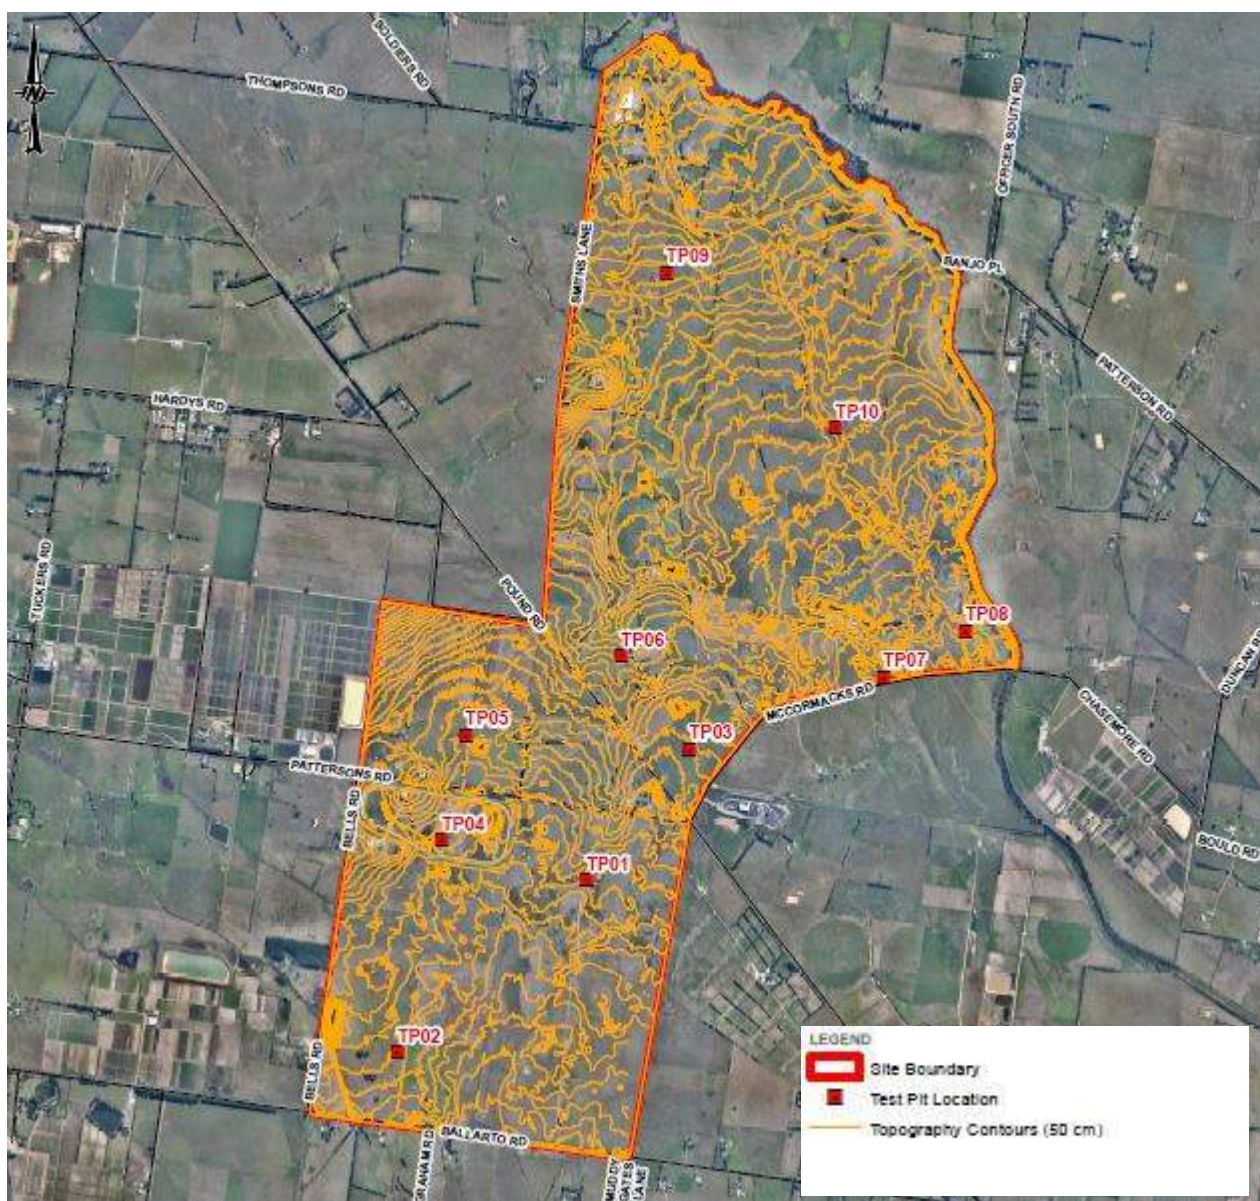 SOLDIERS RD
THOMPSONS RD
N
OFFICER SOUTH RD
SMITHS LANE
BANJO PL
TP09
PATTERSON RD
HARDYS RD
TP10
TUCKERS RD
POUND RD
TP08
TP06
TP07
MCCORMACKS RD
CHASEMORE RD
TP05
TP03
PATTERSONS RD
BELLS RD
TP04
BOULD RD
TP01
TP02
BELLS RD
BALLARTO RD
GRAHAM RD
MUDDY
GATES
LANE
LEGEND
Site Boundary
Test Pit Location
Topography Contours (50 cm)